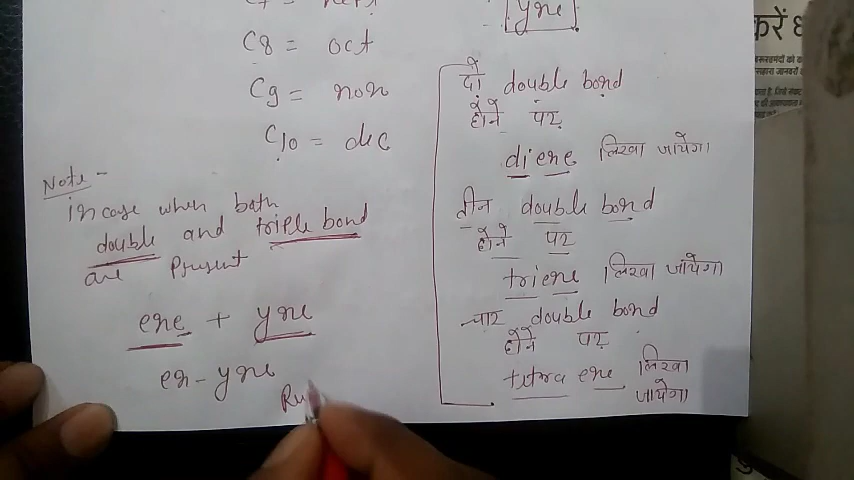 [yne]
C8 = oct
C9 = non
C10 = dec
Note -
in case when both
double and triple bond
are Present
ene + yne
en - yne
Ru
दो double bond
होने पर
diene लिखा जायेगा
तीन double bond
होने पर
triene लिखा जायेगा
चार double bond
होने पर
tetra ene लिखा
जायेगा
करें